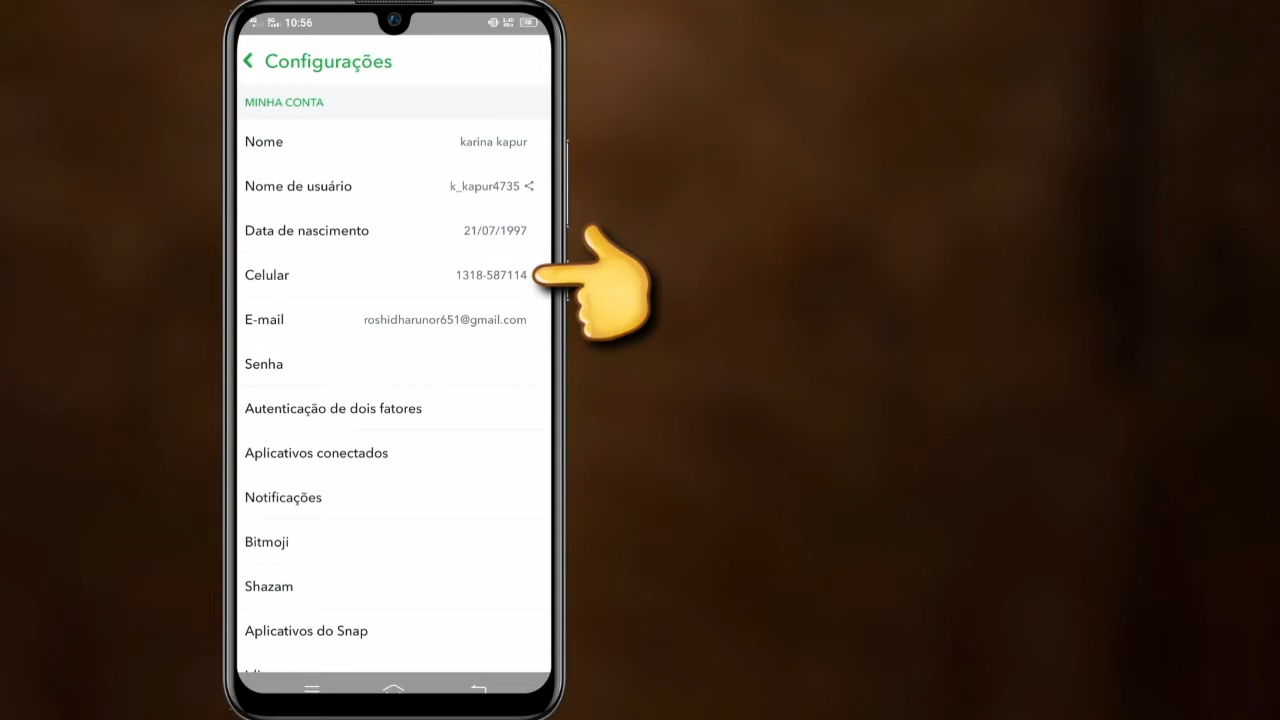 10:56
Configurações
MINHA CONTA
Nome karina kapur
Nome de usuário k_kapur4735
Data de nascimento 21/07/1997
Celular 1318-587114
E-mail roshidharunor651@gmail.com
Senha
Autenticação de dois fatores
Aplicativos conectados
Notificações
Bitmoji
Shazam
Aplicativos do Snap